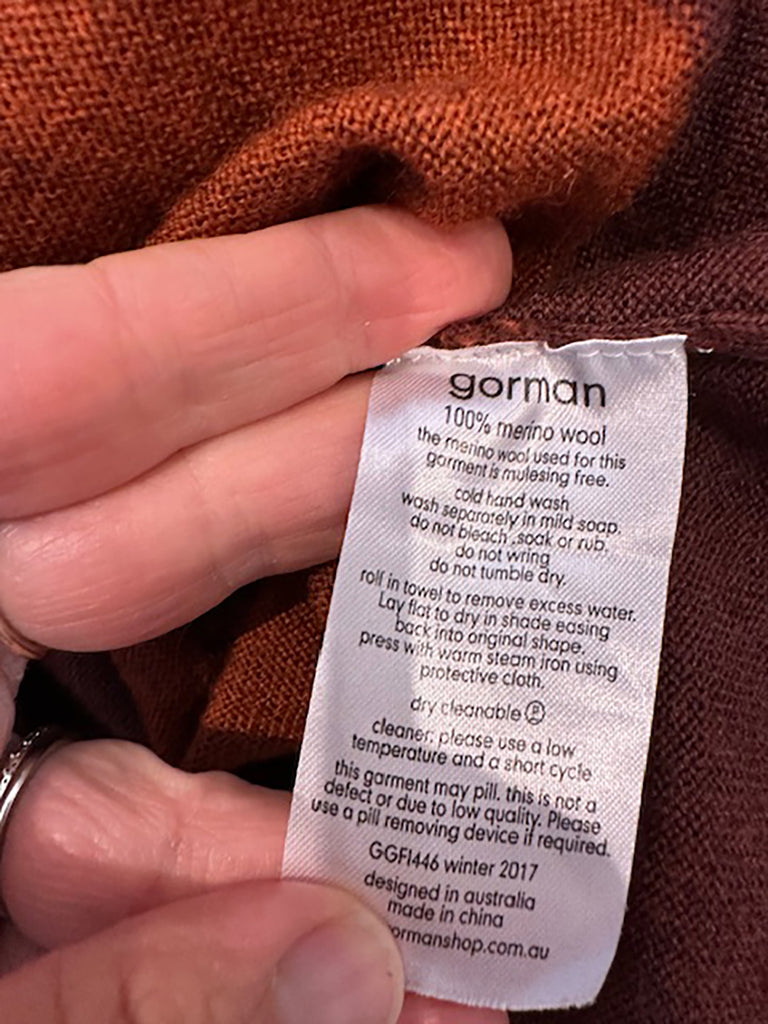 gorman
100% merino wool
the merino wool used for this
garment is mulesing free.
cold hand wash
wash separately in mild soap.
do not bleach ,soak or rub.
do not wring
do not tumble dry.
roll in towel to remove excess water.
Lay flat to dry in shade easing
back into original shape.
press with warm steam iron using
protective cloth.
dry cleanable Ⓟ
cleaner: please use a low
temperature and a short cycle
this garment may pill. this is not a
defect or due to low quality. Please
use a pill removing device if required.
GGFI446 winter 2017
designed in australia
made in china
ormanshop.com.au